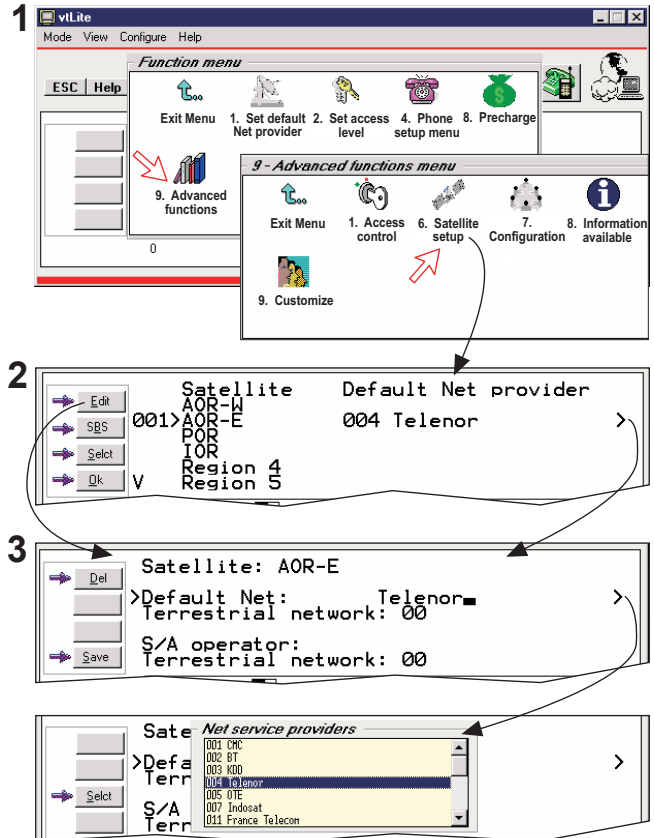 1
vtLite
Mode View Configure Help
ESC Help
Function menu
Exit Menu
1. Set default Net provider
2. Set access level
4. Phone setup menu
8. Precharge
9. Advanced functions
0
9 - Advanced functions menu
Exit Menu
1. Access control
6. Satellite setup
7. Configuration
8. Information available
9. Customize
2
Edit
SBS
Selct
Ok
Satellite Default Net provider
AOR-W
001>AOR-E 004 Telenor >
POR
IOR
Region 4
V Region 5
3
Del
Save
Satellite: AOR-E
>Default Net: Telenor >
Terrestrial network: 00
S/A operator:
Terrestrial network: 00
Selct
Sate
>Defa >
Terr
S/A
Terr
Net service providers
001 CHC
002 BT
003 KDD
004 Telenor
005 OTE
007 Indosat
011 France Telecom